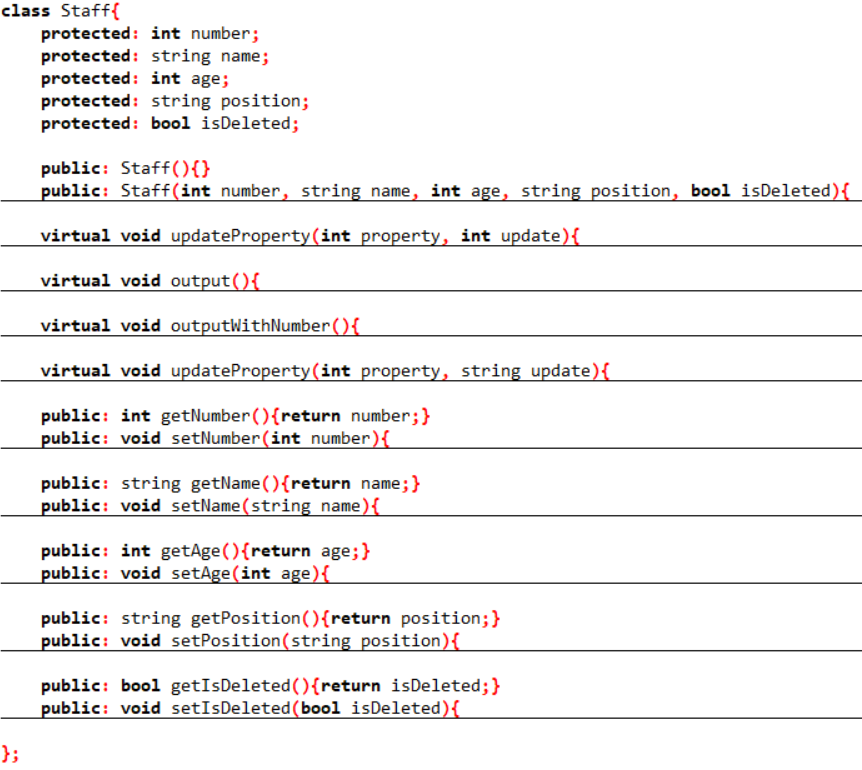 class Staff{
    protected: int number;
    protected: string name;
    protected: int age;
    protected: string position;
    protected: bool isDeleted;
    public: Staff(){}
    public: Staff(int number, string name, int age, string position, bool isDeleted){
    virtual void updateProperty(int property, int update){
    virtual void output(){
    virtual void outputWithNumber(){
    virtual void updateProperty(int property, string update){
    public: int getNumber(){return number;}
    public: void setNumber(int number){
    public: string getName(){return name;}
    public: void setName(string name){
    public: int getAge(){return age;}
    public: void setAge(int age){
    public: string getPosition(){return position;}
    public: void setPosition(string position){
    public: bool getIsDeleted(){return isDeleted;}
    public: void setIsDeleted(bool isDeleted){
};